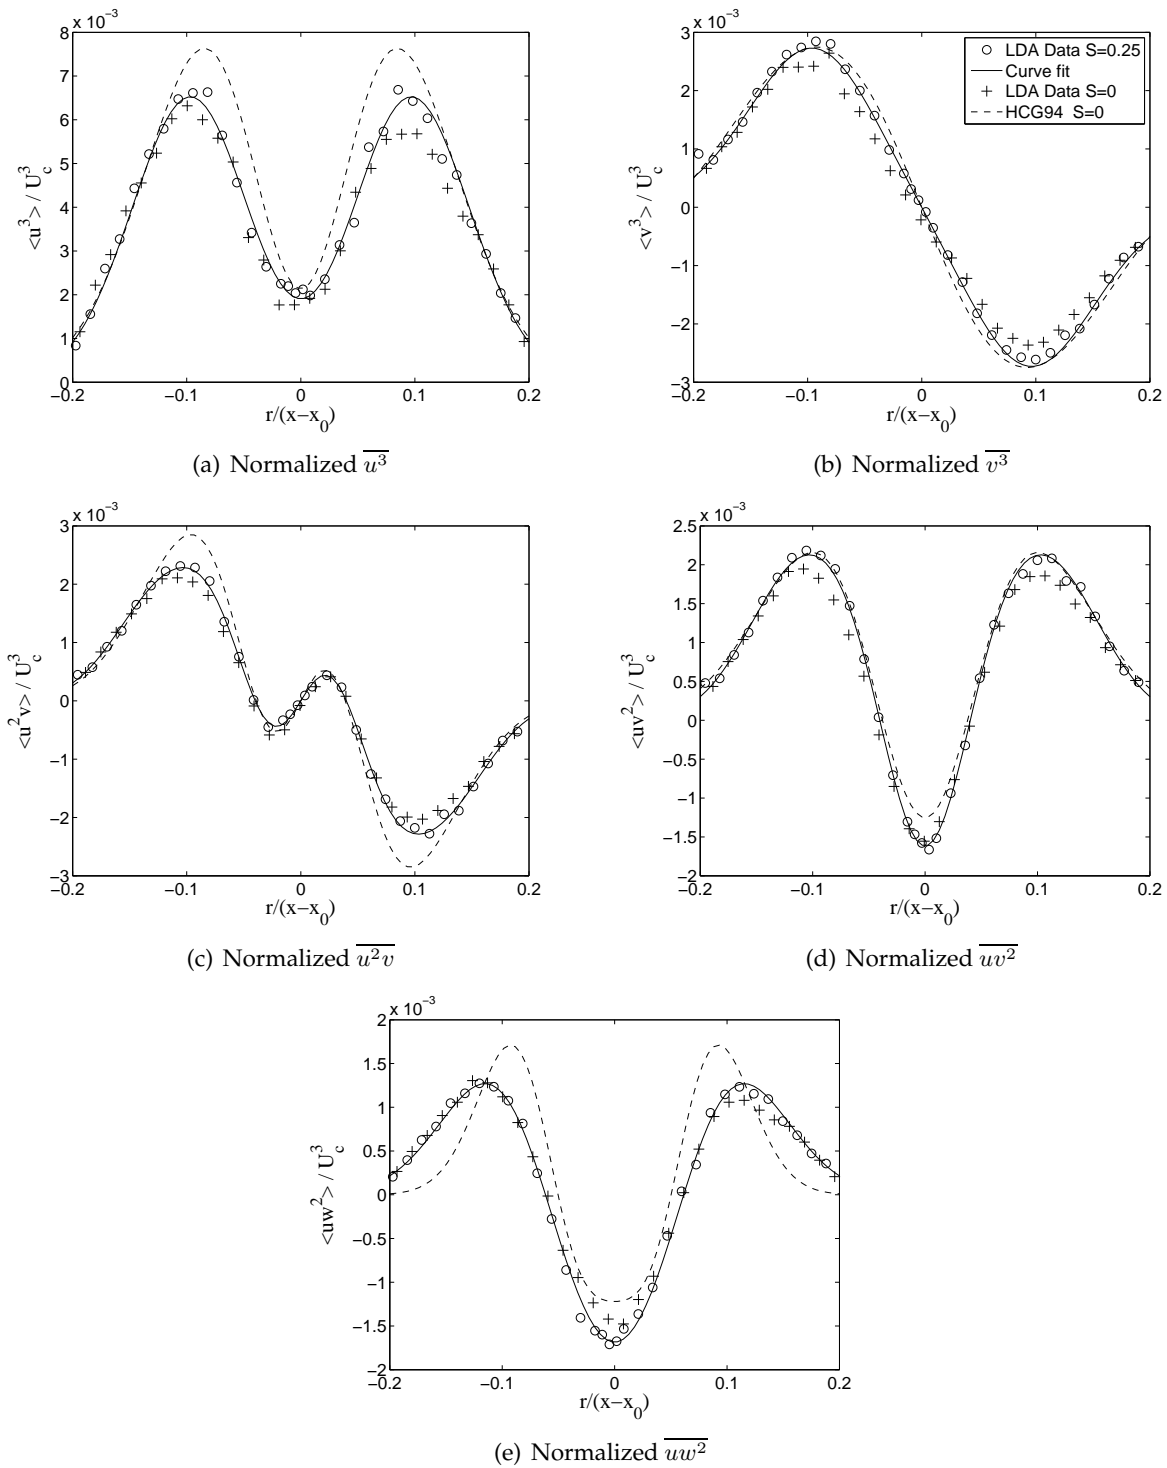 x 10⁻³
8
7
6
5
4
3
2
1
0
<u³> / U_c³
−0.2 −0.1 0 0.1 0.2
r/(x−x₀)
(a) Normalized u³
x 10⁻³
3
2
1
0
−1
−2
−3
<v³> / U_c³
LDA Data S=0.25
Curve fit
LDA Data S=0
HCG94 S=0
−0.2 −0.1 0 0.1 0.2
r/(x−x₀)
(b) Normalized v³
x 10⁻³
3
2
1
0
−1
−2
−3
<u²v> / U_c³
−0.2 −0.1 0 0.1 0.2
r/(x−x₀)
(c) Normalized u²v
x 10⁻³
2.5
2
1.5
1
0.5
0
−0.5
−1
−1.5
−2
<uv²> / U_c³
−0.2 −0.1 0 0.1 0.2
r/(x−x₀)
(d) Normalized uv²
x 10⁻³
2
1.5
1
0.5
0
−0.5
−1
−1.5
−2
<uw²> / U_c³
−0.2 −0.1 0 0.1 0.2
r/(x−x₀)
(e) Normalized uw²